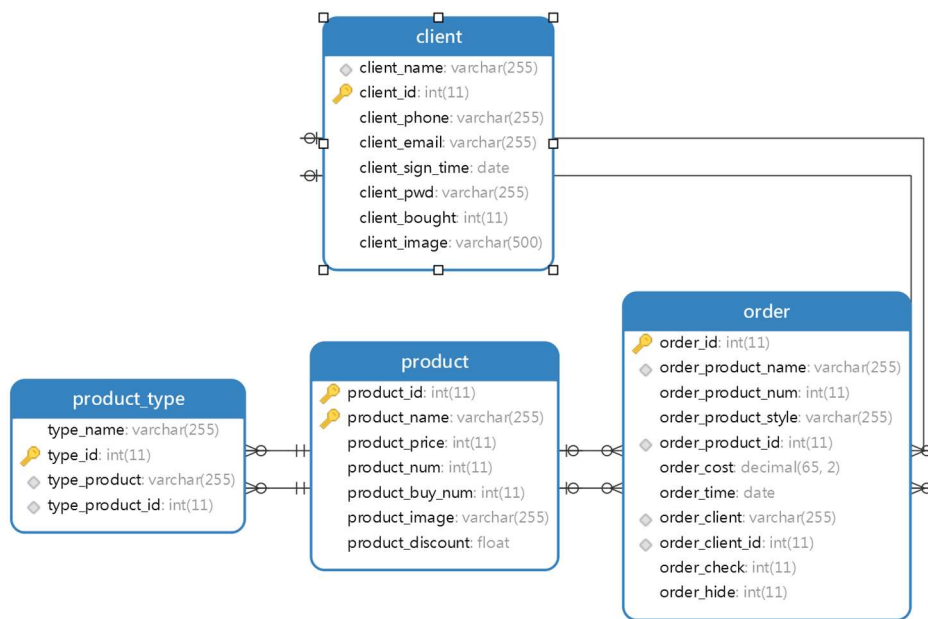 client
client_name: varchar(255)
client_id: int(11)
client_phone: varchar(255)
client_email: varchar(255)
client_sign_time: date
client_pwd: varchar(255)
client_bought: int(11)
client_image: varchar(500)
product_type
type_name: varchar(255)
type_id: int(11)
type_product: varchar(255)
type_product_id: int(11)
product
product_id: int(11)
product_name: varchar(255)
product_price: int(11)
product_num: int(11)
product_buy_num: int(11)
product_image: varchar(255)
product_discount: float
order
order_id: int(11)
order_product_name: varchar(255)
order_product_num: int(11)
order_product_style: varchar(255)
order_product_id: int(11)
order_cost: decimal(65, 2)
order_time: date
order_client: varchar(255)
order_client_id: int(11)
order_check: int(11)
order_hide: int(11)